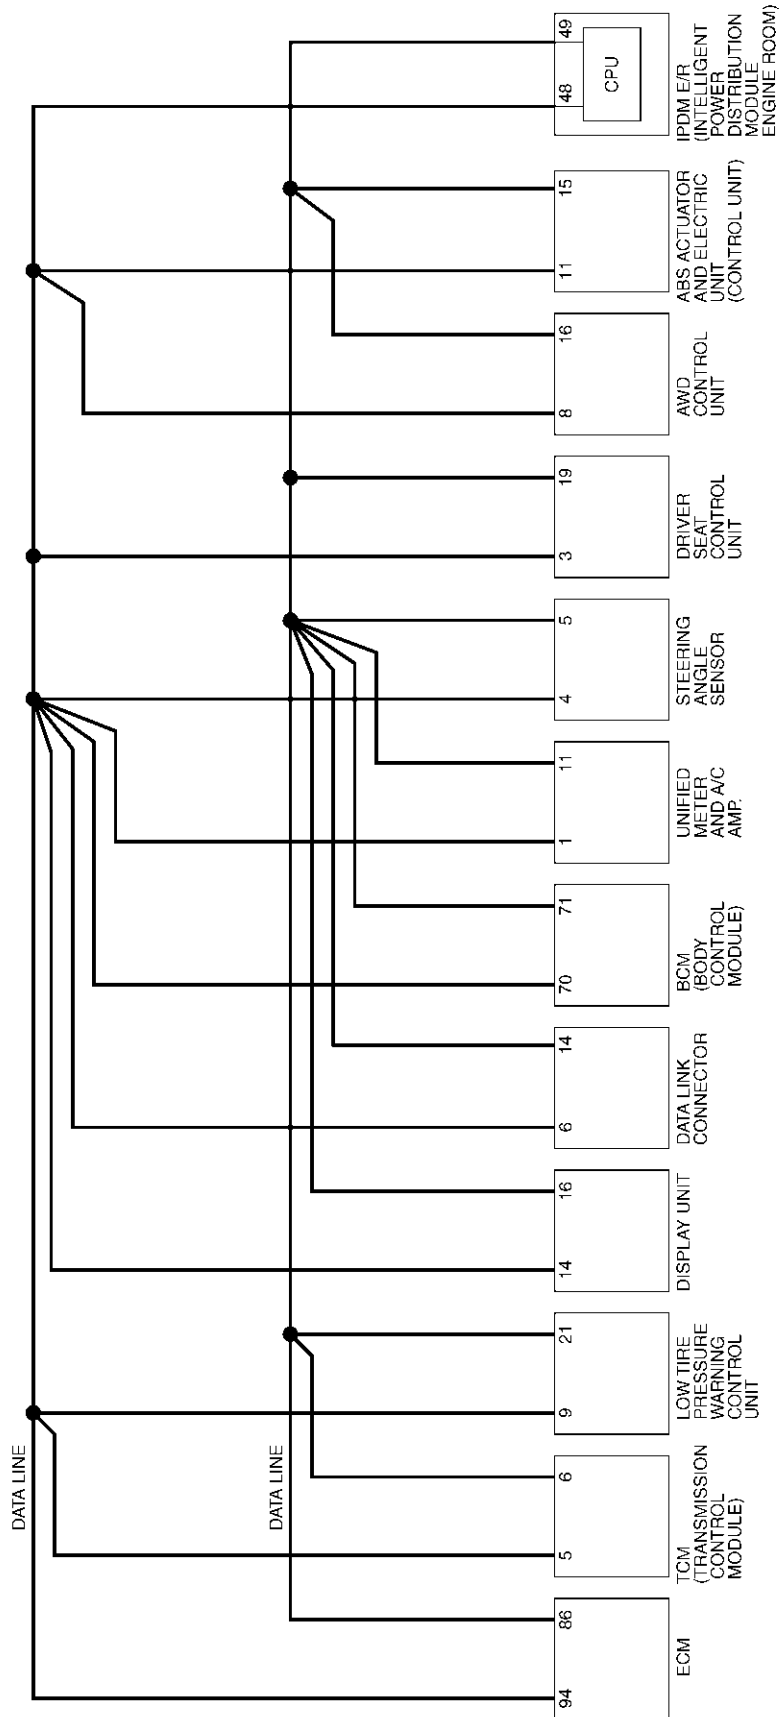 DATA LINE
DATA LINE
94
86
ECM
5
6
TCM
(TRANSMISSION
CONTROL
MODULE)
9
21
LOW TIRE
PRESSURE
WARNING
CONTROL
UNIT
14
16
DISPLAY UNIT
6
14
DATA LINK
CONNECTOR
70
71
BCM
(BODY
CONTROL
MODULE)
1
11
UNIFIED
METER
AND A/C
AMP.
4
5
STEERING
ANGLE
SENSOR
3
19
DRIVER
SEAT
CONTROL
UNIT
8
16
AWD
CONTROL
UNIT
11
15
ABS ACTUATOR
AND ELECTRIC
UNIT
(CONTROL UNIT)
48
49
CPU
IPDM E/R
(INTELLIGENT
POWER
DISTRIBUTION
MODULE
ENGINE ROOM)